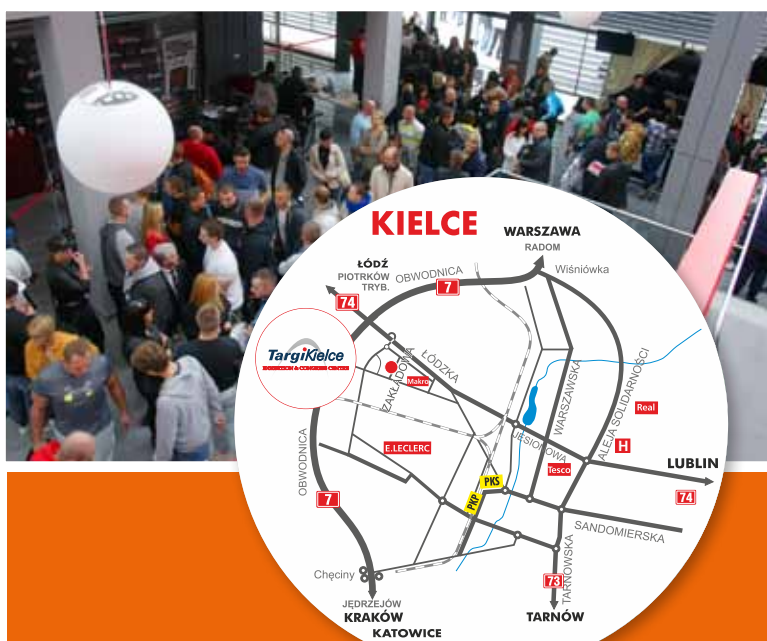 KIELCE
WARSZAWA
RADOM
ŁÓDŹ
PIOTRKÓW
TRYB.
OBWODNICA
Wiśniówka
7
74
TargiKielce
ŁÓDZKA
ZAKŁADOWA
Makro
WARSZAWSKA
ALEJA SOLIDARNOŚCI
Real
E.LECLERC
JESIONOWA
H
OBWODNICA
Tesco
LUBLIN
7
PKS
PKP
74
SANDOMIERSKA
TARNOWSKA
Chęciny
73
JĘDRZEJÓW
KRAKÓW
KATOWICE
TARNÓW